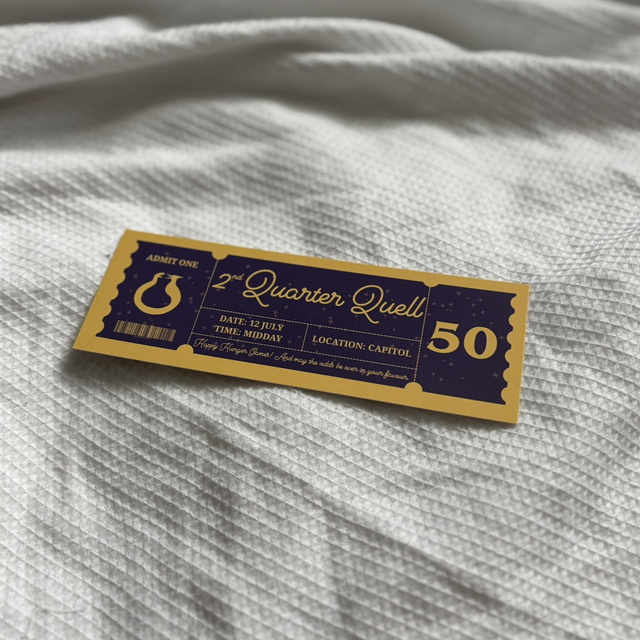 ADMIT ONE
2nd Quarter Quell
DATE: 12 JULY
TIME: MIDDAY
LOCATION: CAPITOL
Happy Hunger Games! And may the odds be ever in your favour.
50